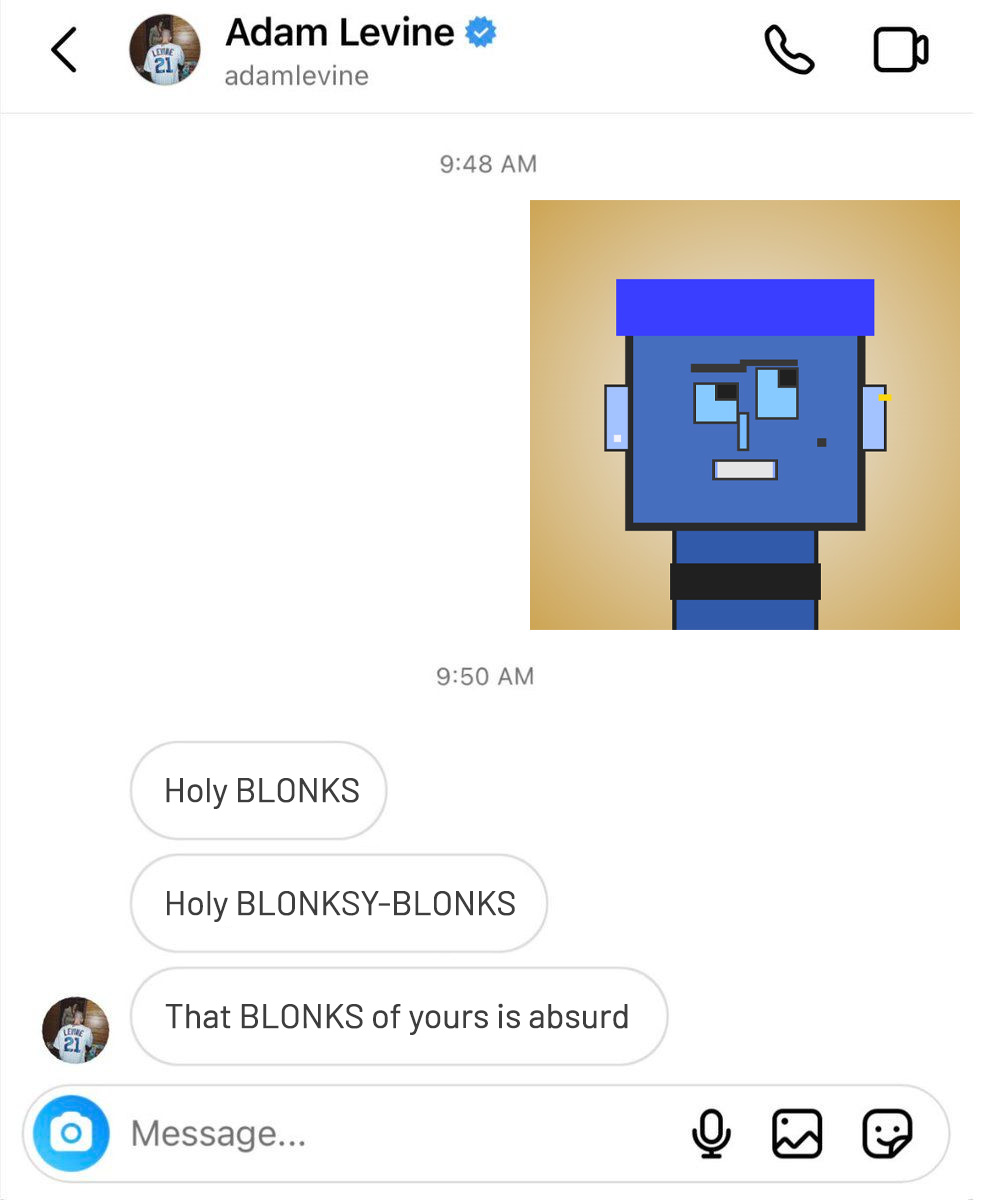 Adam Levine
adamlevine
9:48 AM
9:50 AM
Holy BLONKS
Holy BLONKSY-BLONKS
That BLONKS of yours is absurd
Message...